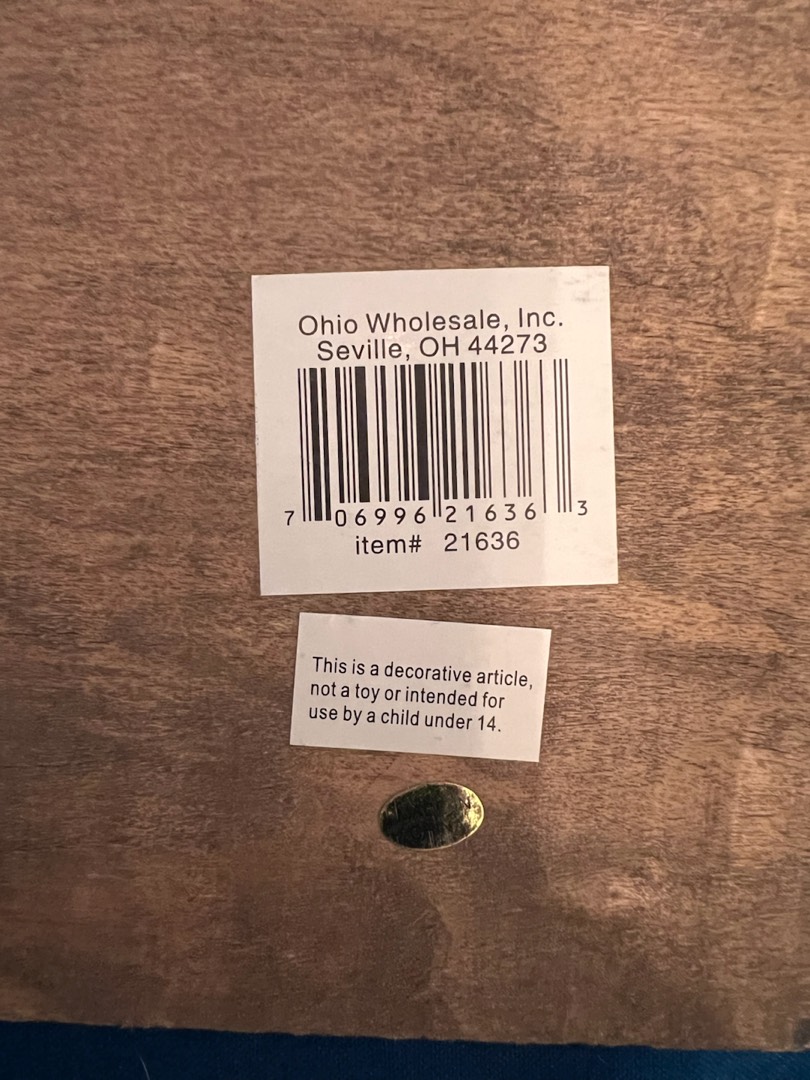 Ohio Wholesale, Inc.
Seville, OH 44273
7 06996 21636 3
item# 21636
This is a decorative article,
not a toy or intended for
use by a child under 14.